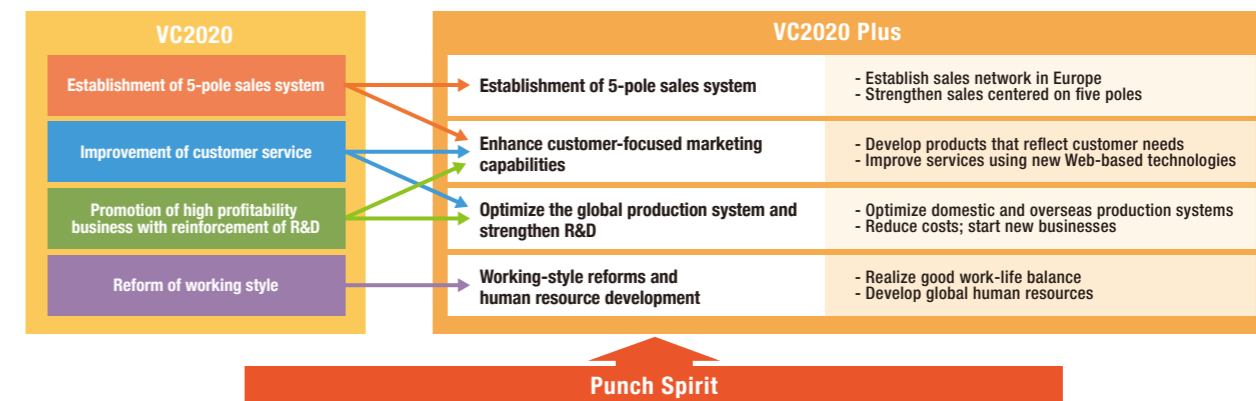 VC2020
Establishment of 5-pole sales system
Improvement of customer service
Promotion of high profitability
business with reinforcement of R&D
Reform of working style
VC2020 Plus
Establishment of 5-pole sales system
- Establish sales network in Europe
- Strengthen sales centered on five poles
Enhance customer-focused marketing
capabilities
- Develop products that reflect customer needs
- Improve services using new Web-based technologies
Optimize the global production system and
strengthen R&D
- Optimize domestic and overseas production systems
- Reduce costs; start new businesses
Working-style reforms and
human resource development
- Realize good work-life balance
- Develop global human resources
Punch Spirit